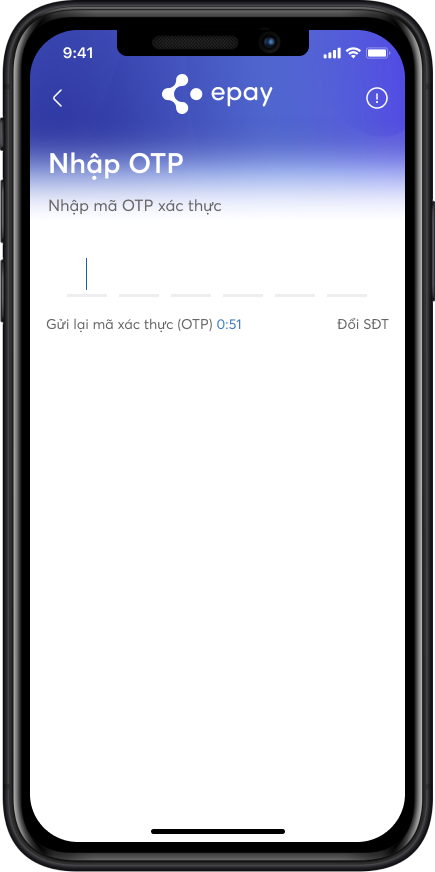 9:41
epay
Nhập OTP
Nhập mã OTP xác thực
Gửi lại mã xác thực (OTP) 0:51 Đổi SĐT